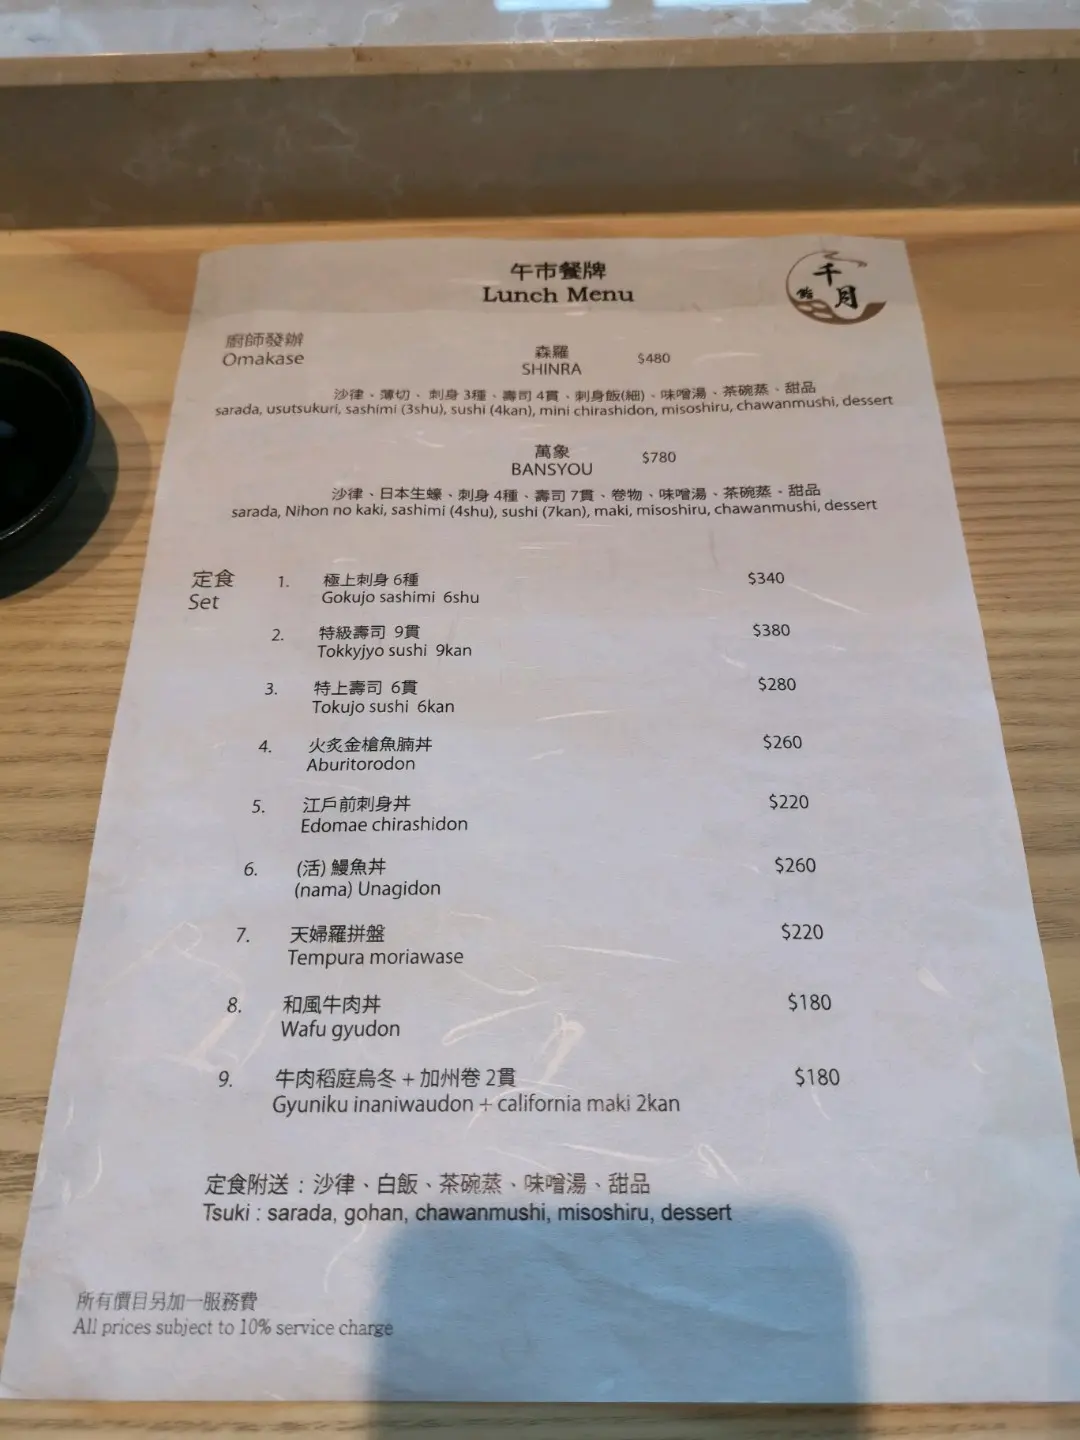 午市餐牌
Lunch Menu
千月
鮨
廚師發辦
Omakase
森羅 $480
SHINRA
沙律、薄切、刺身 3種、壽司 4貫、刺身飯(細)、味噌湯、茶碗蒸、甜品
sarada, usutsukuri, sashimi (3shu), sushi (4kan), mini chirashidon, misoshiru, chawanmushi, dessert
萬象 $780
BANSYOU
沙律、日本生蠔、刺身 4種、壽司 7貫、卷物、味噌湯、茶碗蒸、甜品
sarada, Nihon no kaki, sashimi (4shu), sushi (7kan), maki, misoshiru, chawanmushi, dessert
定食
Set
1. 極上刺身 6種 $340
Gokujo sashimi 6shu
2. 特級壽司 9貫 $380
Tokkyjyo sushi 9kan
3. 特上壽司 6貫 $280
Tokujo sushi 6kan
4. 火炙金槍魚腩丼 $260
Aburitorodon
5. 江戶前刺身丼 $220
Edomae chirashidon
6. (活) 鰻魚丼 $260
(nama) Unagidon
7. 天婦羅拼盤 $220
Tempura moriawase
8. 和風牛肉丼 $180
Wafu gyudon
9. 牛肉稻庭烏冬 + 加州卷 2貫 $180
Gyuniku inaniwaudon + california maki 2kan
定食附送 : 沙律、白飯、茶碗蒸、味噌湯、甜品
Tsuki : sarada, gohan, chawanmushi, misoshiru, dessert
所有價目另加一服務費
All prices subject to 10% service charge